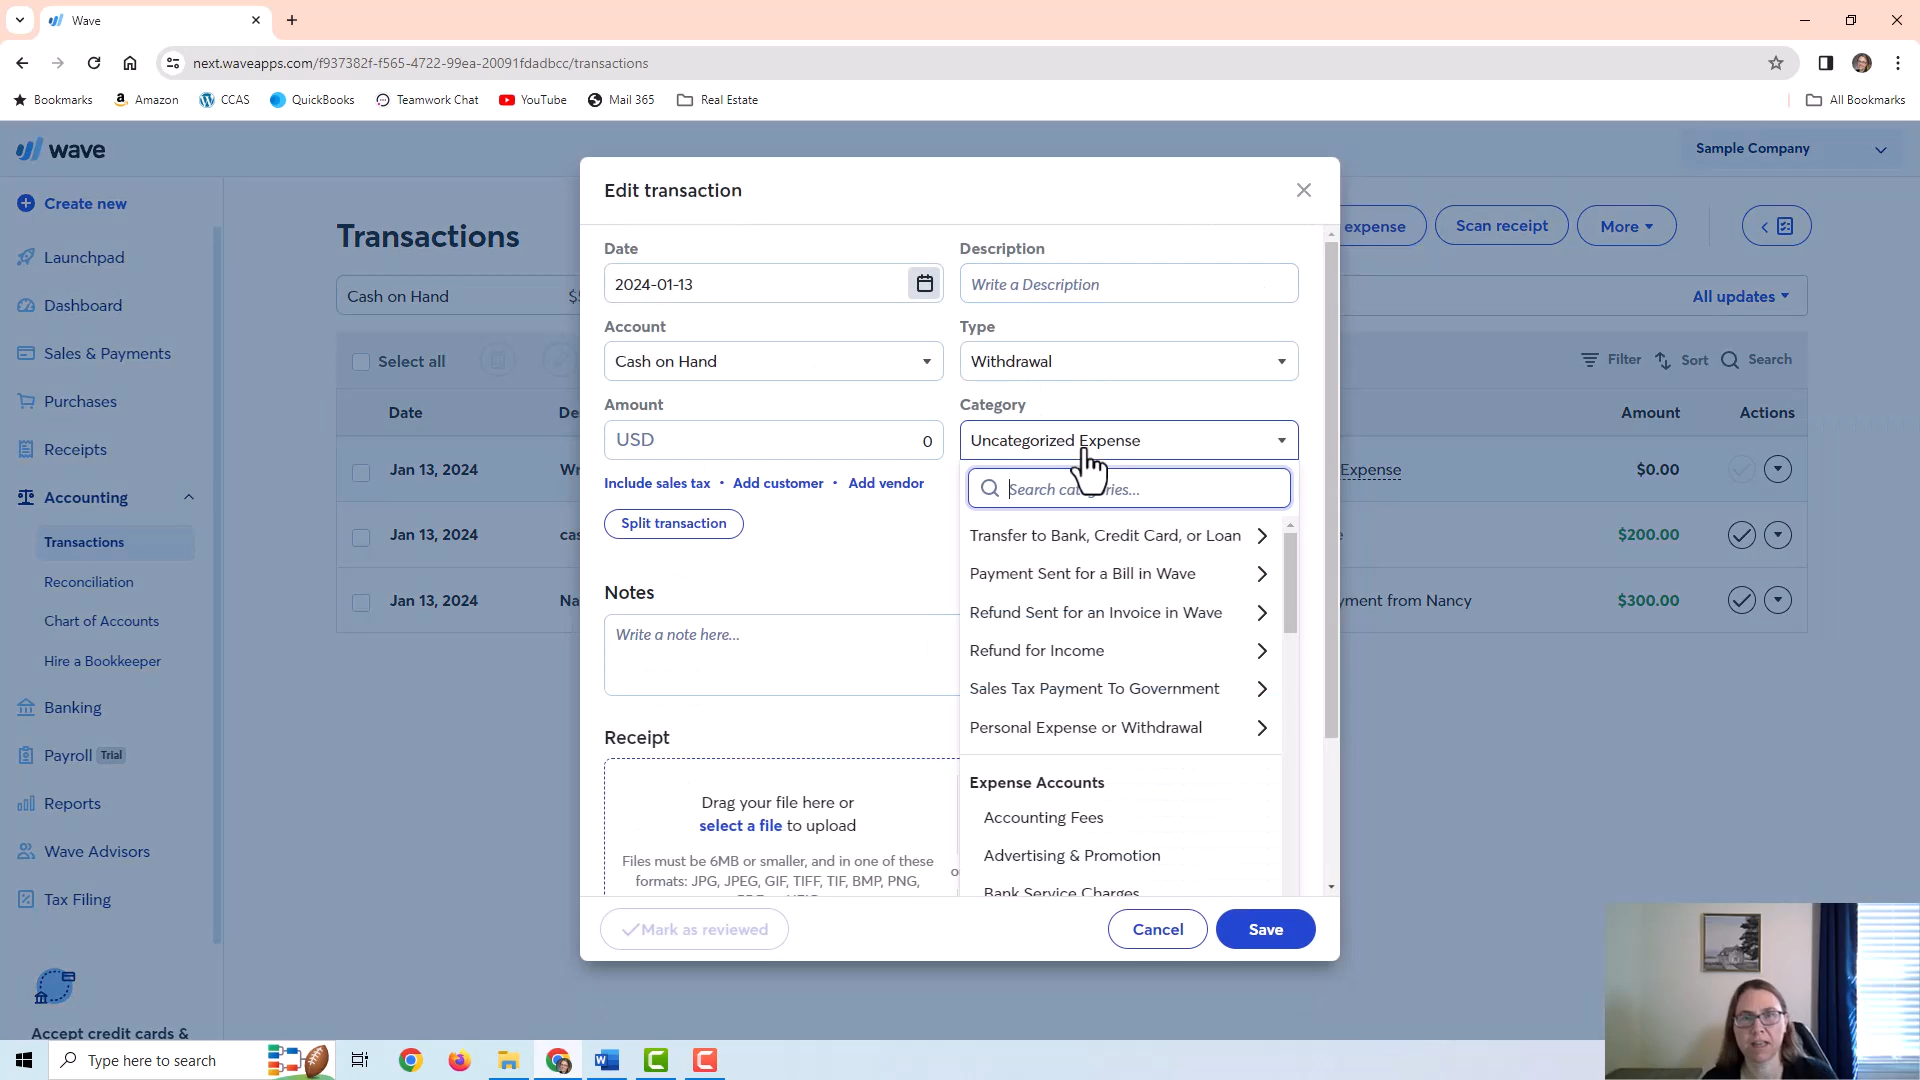 Wave
next.waveapps.com/f937382f-f565-4722-99ea-20091fdadbcc/transactions
Bookmarks
Amazon
CCAS
QuickBooks
Teamwork Chat
YouTube
Mail 365
Real Estate
All Bookmarks
wave
Sample Company
Create new
Launchpad
Dashboard
Sales & Payments
Purchases
Receipts
Accounting
Transactions
Reconciliation
Chart of Accounts
Hire a Bookkeeper
Banking
Payroll Trial
Reports
Wave Advisors
Tax Filing
Accept credit cards &
Transactions
expense
Scan receipt
More
Cash on Hand
All updates
Select all
Filter
Sort
Search
Date
De
Amount
Actions
Jan 13, 2024
Wr
Expense
$0.00
Jan 13, 2024
cas
$200.00
Jan 13, 2024
Na
yment from Nancy
$300.00
Edit transaction
Date
2024-01-13
Description
Write a Description
Account
Cash on Hand
Type
Withdrawal
Amount
USD 0
Category
Uncategorized Expense
Include sales tax • Add customer • Add vendor
Split transaction
Search categories...
Transfer to Bank, Credit Card, or Loan
Payment Sent for a Bill in Wave
Refund Sent for an Invoice in Wave
Refund for Income
Sales Tax Payment To Government
Personal Expense or Withdrawal
Expense Accounts
Accounting Fees
Advertising & Promotion
Bank Service Charges
Notes
Write a note here...
Receipt
Drag your file here or
select a file to upload
Files must be 6MB or smaller, and in one of these
formats: JPG, JPEG, GIF, TIFF, TIF, BMP, PNG,
Mark as reviewed
Cancel
Save
Type here to search